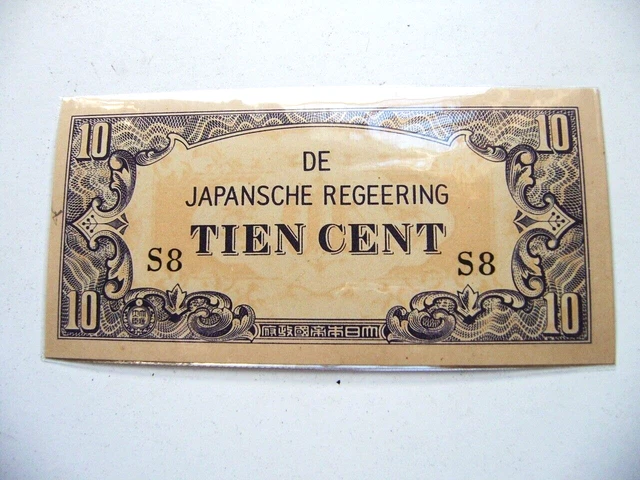 10 10
DE
JAPANSCHE REGEERING
TIEN CENT
S8 S8
10 10
府政國帝本日大